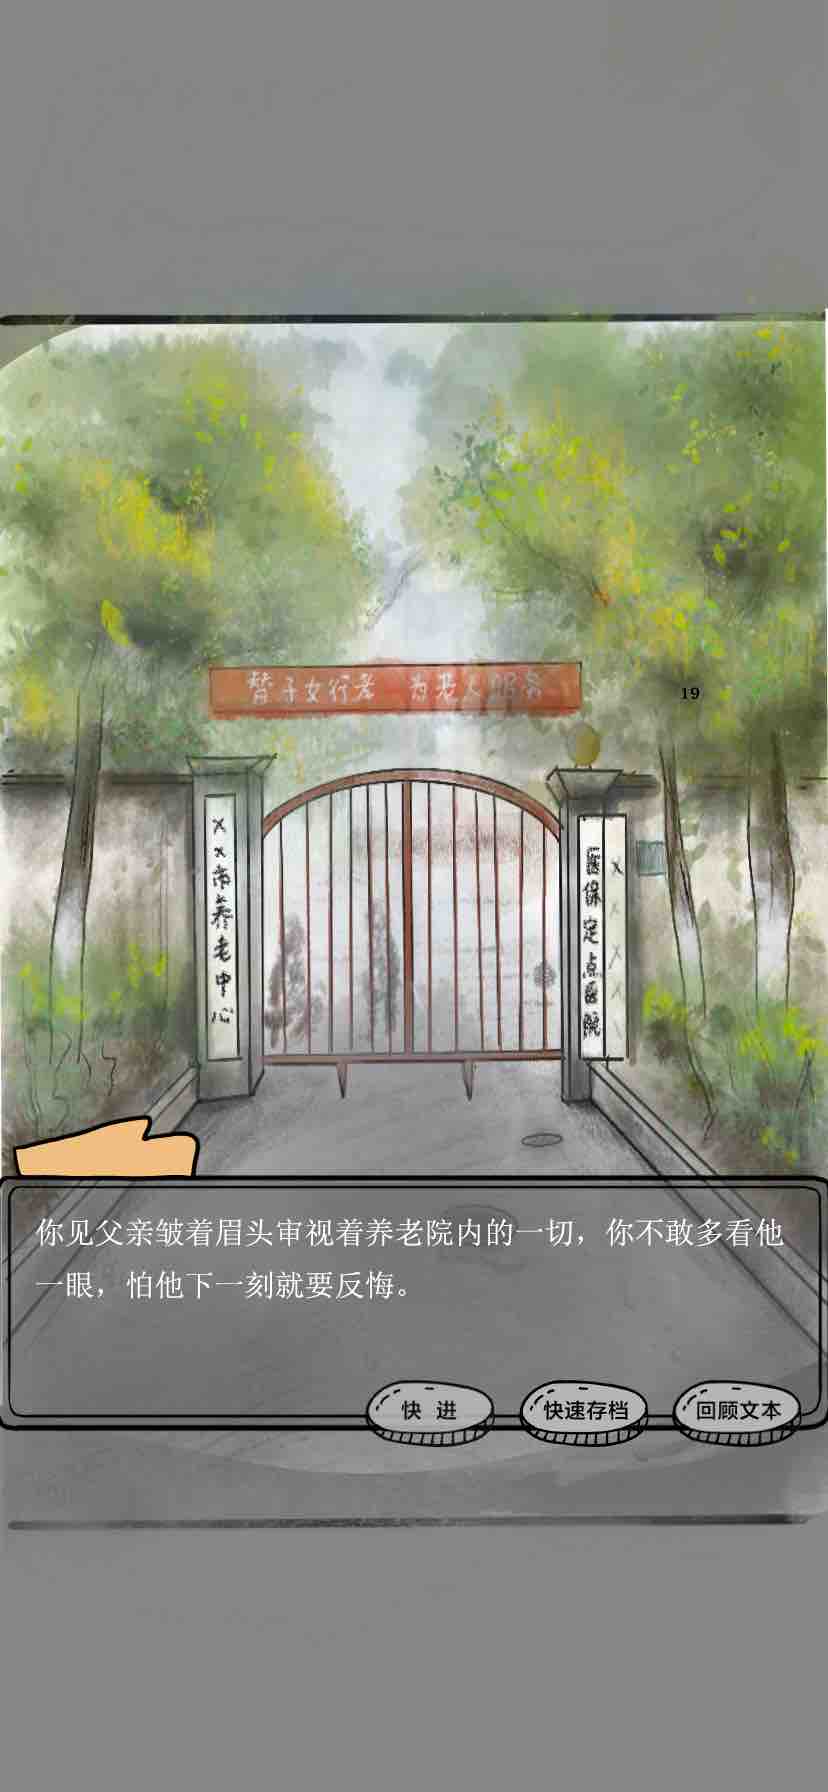 替子女行孝 为老人服务
19
××市养老中心
医保定点医院
××××
你见父亲皱着眉头审视着养老院内的一切，你不敢多看他
一眼，怕他下一刻就要反悔。
快 进
快速存档
回顾文本